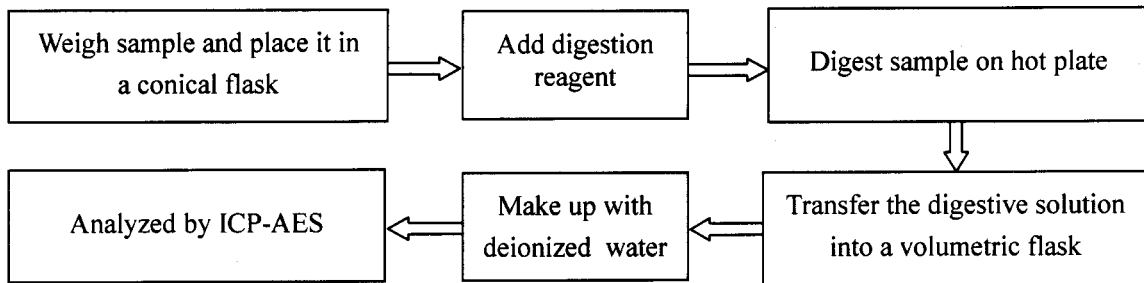 Weigh sample and place it in
a conical flask
Add digestion
reagent
Digest sample on hot plate
Transfer the digestive solution
into a volumetric flask
Make up with
deionized water
Analyzed by ICP-AES